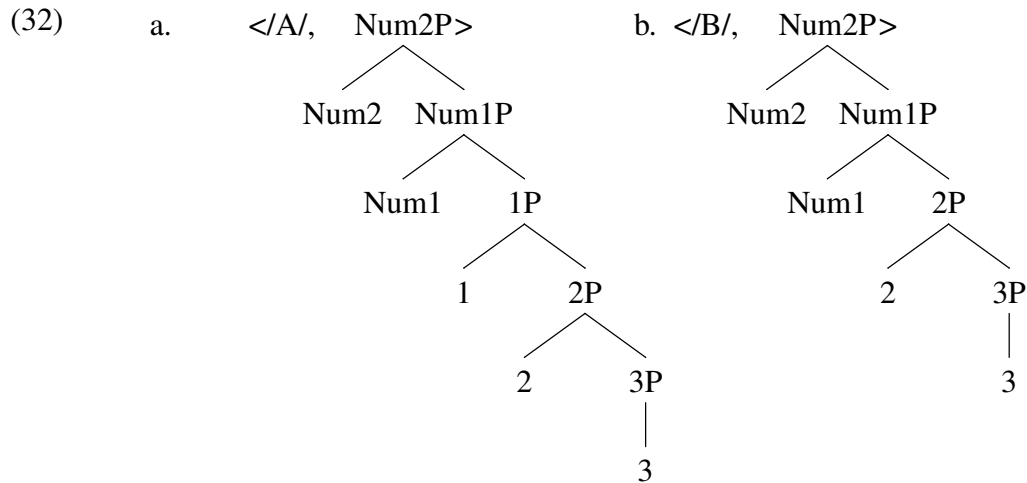 (32) a. </A/, Num2P> b. </B/, Num2P>
Num2 Num1P Num2 Num1P
Num1 1P Num1 2P
1 2P 2 3P
2 3P 3
3